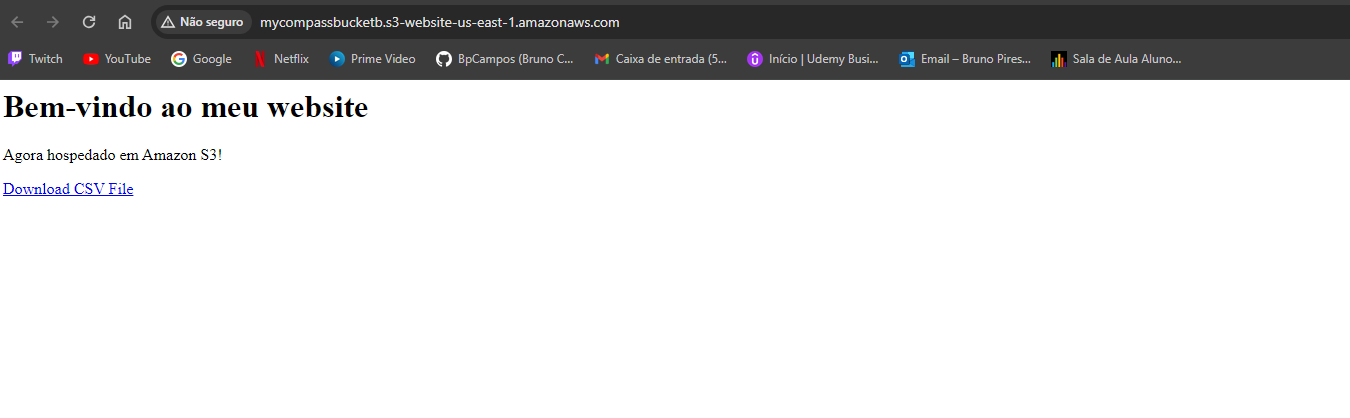 Não seguro mycompassbucketb.s3-website-us-east-1.amazonaws.com
Twitch YouTube Google Netflix Prime Video BpCampos (Bruno C... Caixa de entrada (5... Início | Udemy Busi... Email – Bruno Pires... Sala de Aula Aluno...
Bem-vindo ao meu website
Agora hospedado em Amazon S3!
Download CSV File